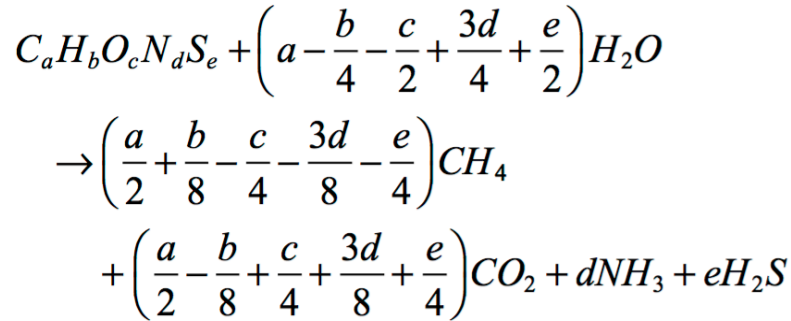 C_aH_bO_cN_dS_e + (a − b/4 − c/2 + 3d/4 + e/2)H_2O
→ (a/2 + b/8 − c/4 − 3d/8 − e/4)CH_4
+ (a/2 − b/8 + c/4 + 3d/8 + e/4)CO_2 + dNH_3 + eH_2S